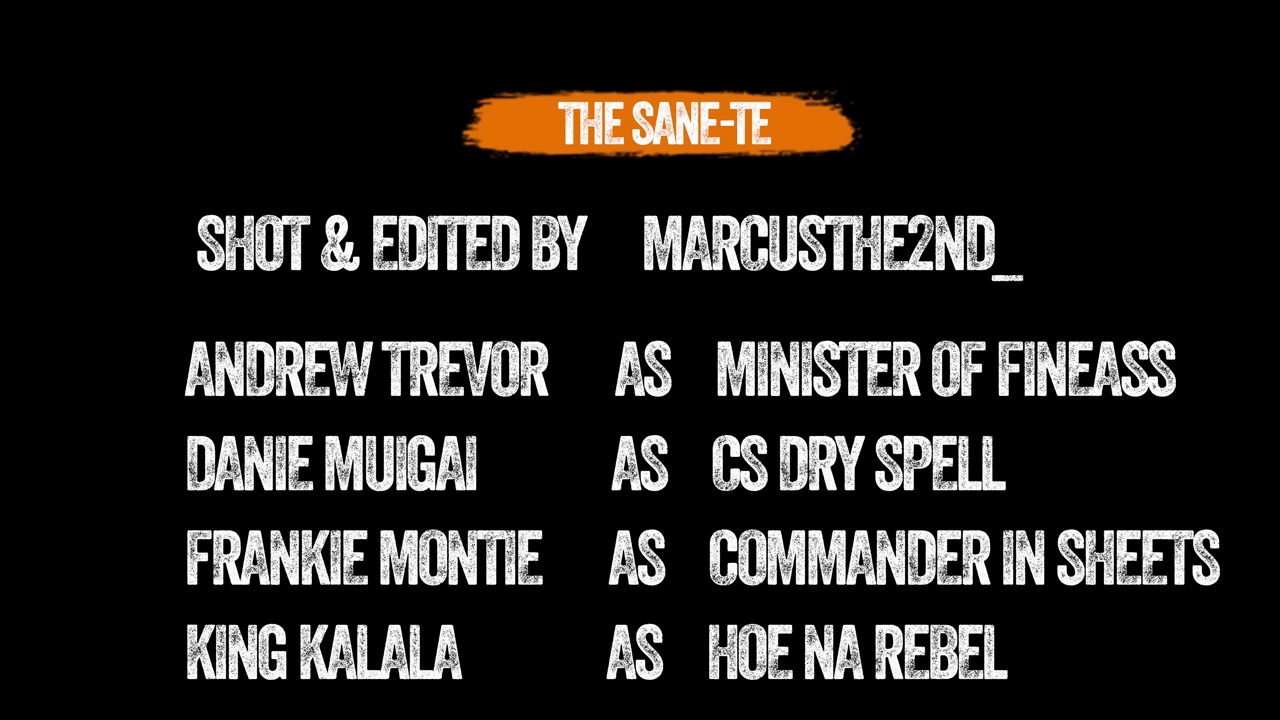 THE SANE-TE
SHOT & EDITED BY MARCUSTHE2ND_
ANDREW TREVOR AS MINISTER OF FINEASS
DANIE MUIGAI AS CS DRY SPELL
FRANKIE MONTIE AS COMMANDER IN SHEETS
KING KALALA AS HOE NA REBEL